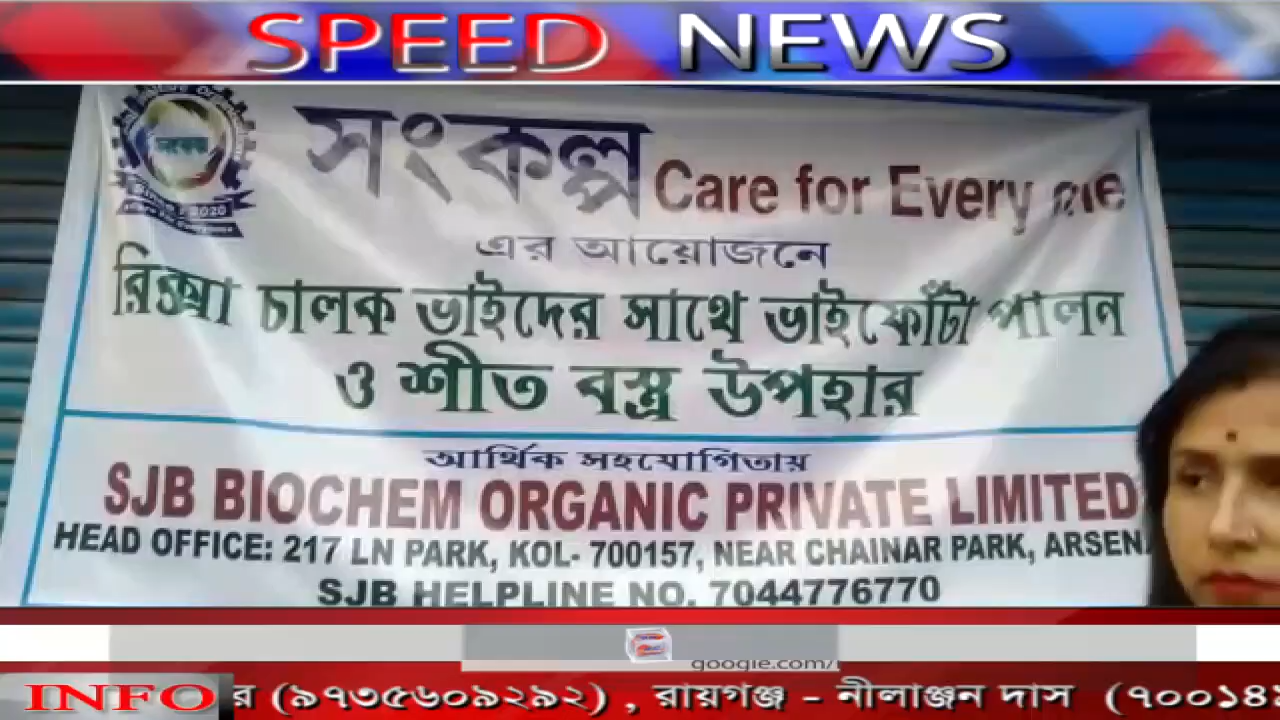 SPEED NEWS
সংকল্প Care for Every
এর আয়োজনে
রিক্সা চালক ভাইদের সাথে ভাইফোঁটা পালন
ও শীত বস্ত্র উপহার
আর্থিক সহযোগিতায়
SJB BIOCHEM ORGANIC PRIVATE LIMITED
HEAD OFFICE: 217 LN PARK, KOL- 700157, NEAR CHAINAR PARK, ARSEN
SJB HELPLINE NO. 7044776770
google.com/
INFO র (৯৭৩৫৬০৯২৯২) , রায়গঞ্জ – নীলাঞ্জন দাস (৭০০১৪